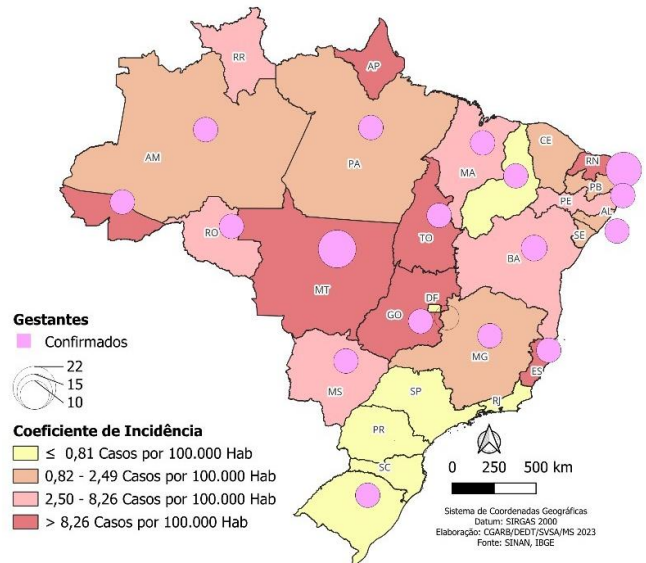 RR
AP
AM
PA
MA
CE
RN
PB
PE
AL
SE
TO
RO
BA
MT
DF
GO
MG
ES
MS
SP
RJ
PR
SC
Gestantes
Confirmados
22
15
10
Coeficiente de Incidência
≤ 0,81 Casos por 100.000 Hab
0,82 - 2,49 Casos por 100.000 Hab
2,50 - 8,26 Casos por 100.000 Hab
> 8,26 Casos por 100.000 Hab
0 250 500 km
Sistema de Coordenadas Geográficas
Datum: SIRGAS 2000
Elaboração: CGARB/DEDT/SVSA/MS 2023
Fonte: SINAN, IBGE